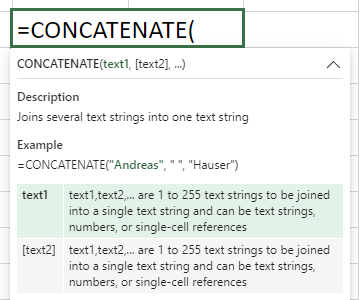 =CONCATENATE(
CONCATENATE(text1, [text2], ...)
Description
Joins several text strings into one text string
Example
=CONCATENATE("Andreas", " ", "Hauser")
text1 text1,text2,... are 1 to 255 text strings to be joined
into a single text string and can be text strings,
numbers, or single-cell references
[text2] text1,text2,... are 1 to 255 text strings to be joined
into a single text string and can be text strings,
numbers, or single-cell references